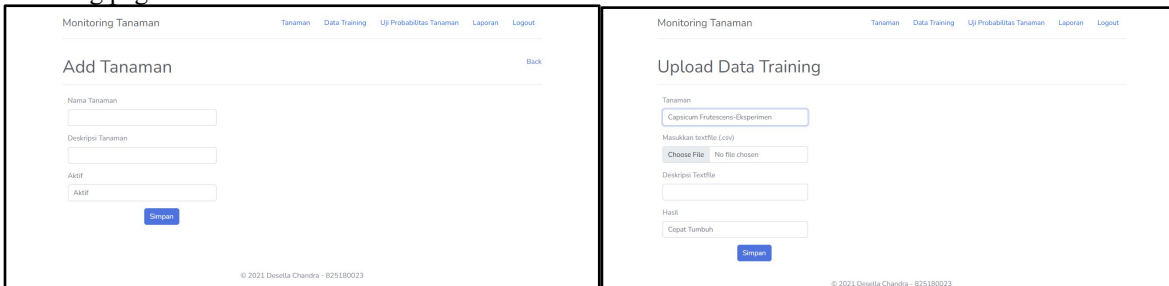 Monitoring Tanaman
Tanaman Data Training Uji Probabilitas Tanaman Laporan Logout
Add Tanaman
Back
Nama Tanaman
Deskripsi Tanaman
Aktif
Aktif
Simpan
© 2021 Desella Chandra - 825180023
Monitoring Tanaman
Tanaman Data Training Uji Probabilitas Tanaman Laporan Logout
Upload Data Training
Tanaman
Capsicum Frutescens-Eksperimen
Masukkan textfile (.csv)
Choose File No file chosen
Deskripsi Textfile
Hasil
Cepat Tumbuh
Simpan
© 2021 Desella Chandra - 825180023